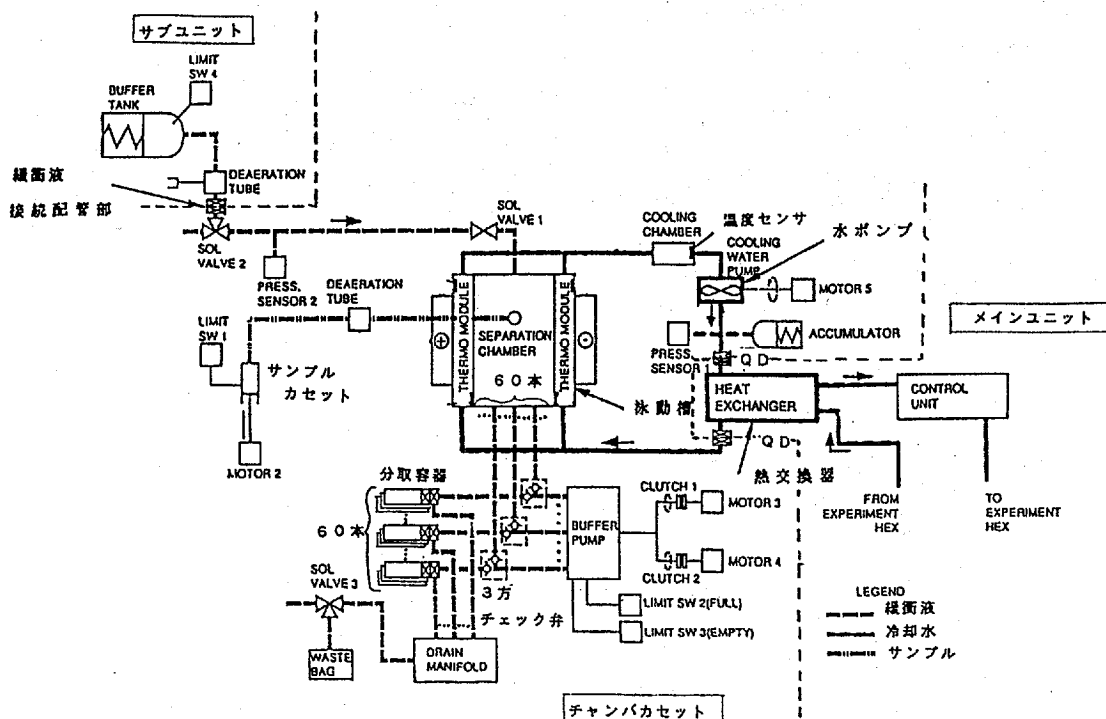 サブユニット
LIMIT
SW 4
BUFFER
TANK
緩衝液
接続配管部
DEAERATION
TUBE
SOL
VALVE 2
SOL
VALVE 1
PRESS.
SENSOR 2
DEAERATION
TUBE
LIMIT
SW 1
サンプル
カセット
MOTOR 2
THERMO MODULE
SEPARATION
CHAMBER
60本
THERMO MODULE
泳動槽
COOLING
CHAMBER
温度センサ
COOLING
WATER
PUMP
水ポンプ
MOTOR 5
メインユニット
ACCUMULATOR
PRESS.
SENSOR 1
QD
HEAT
EXCHANGER
CONTROL
UNIT
QD
熱交換器
FROM
EXPERIMENT
HEX
TO
EXPERIMENT
HEX
分取容器
60本
3方
チェック弁
BUFFER
PUMP
CLUTCH 1
MOTOR 3
CLUTCH 2
MOTOR 4
LIMIT SW 2(FULL)
LIMIT SW 3(EMPTY)
SOL
VALVE 3
WASTE
BAG
DRAIN
MANIFOLD
LEGEND
緩衝液
冷却水
サンプル
チャンバカセット